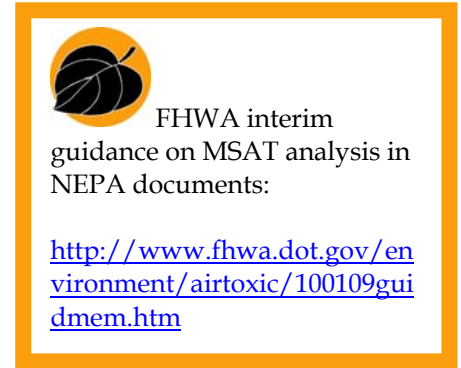 FHWA interim
guidance on MSAT analysis in
NEPA documents:
http://www.fhwa.dot.gov/en
vironment/airtoxic/100109gui
dmem.htm